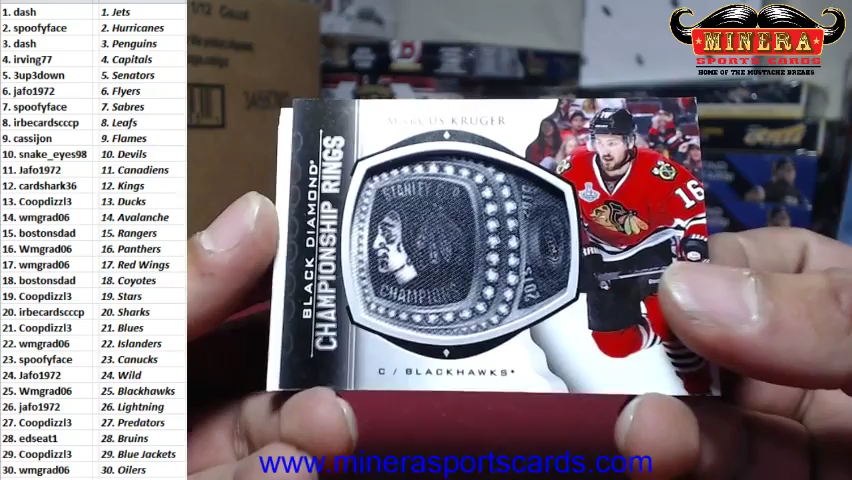 1. dash 1. Jets
2. spoofyface 2. Hurricanes
3. dash 3. Penguins
4. irving77 4. Capitals
5. 3up3down 5. Senators
6. jafo1972 6. Flyers
7. spoofyface 7. Sabres
8. irbecardscccp 8. Leafs
9. cassijon 9. Flames
10. snake_eyes98 10. Devils
11. Jafo1972 11. Canadiens
12. cardshark36 12. Kings
13. Coopdizzl3 13. Ducks
14. wmgrad06 14. Avalanche
15. bostonsdad 15. Rangers
16. Wmgrad06 16. Panthers
17. wmgrad06 17. Red Wings
18. bostonsdad 18. Coyotes
19. Coopdizzl3 19. Stars
20. irbecardscccp 20. Sharks
21. Coopdizzl3 21. Blues
22. wmgrad06 22. Islanders
23. spoofyface 23. Canucks
24. Jafo1972 24. Wild
25. Wmgrad06 25. Blackhawks
26. jafo1972 26. Lightning
27. Coopdizzl3 27. Predators
28. edseat1 28. Bruins
29. Coopdizzl3 29. Blue Jackets
30. wmgrad06 30. Oilers
MINERA
SPORTS CARDS
HOME OF THE MUSTACHE BREAKS
MARCUS KRUGER
BLACK DIAMOND
CHAMPIONSHIP RINGS
STANLEY CUP
CHAMPIONS
2015
16
C / BLACKHAWKS
www.minerasportscards.com